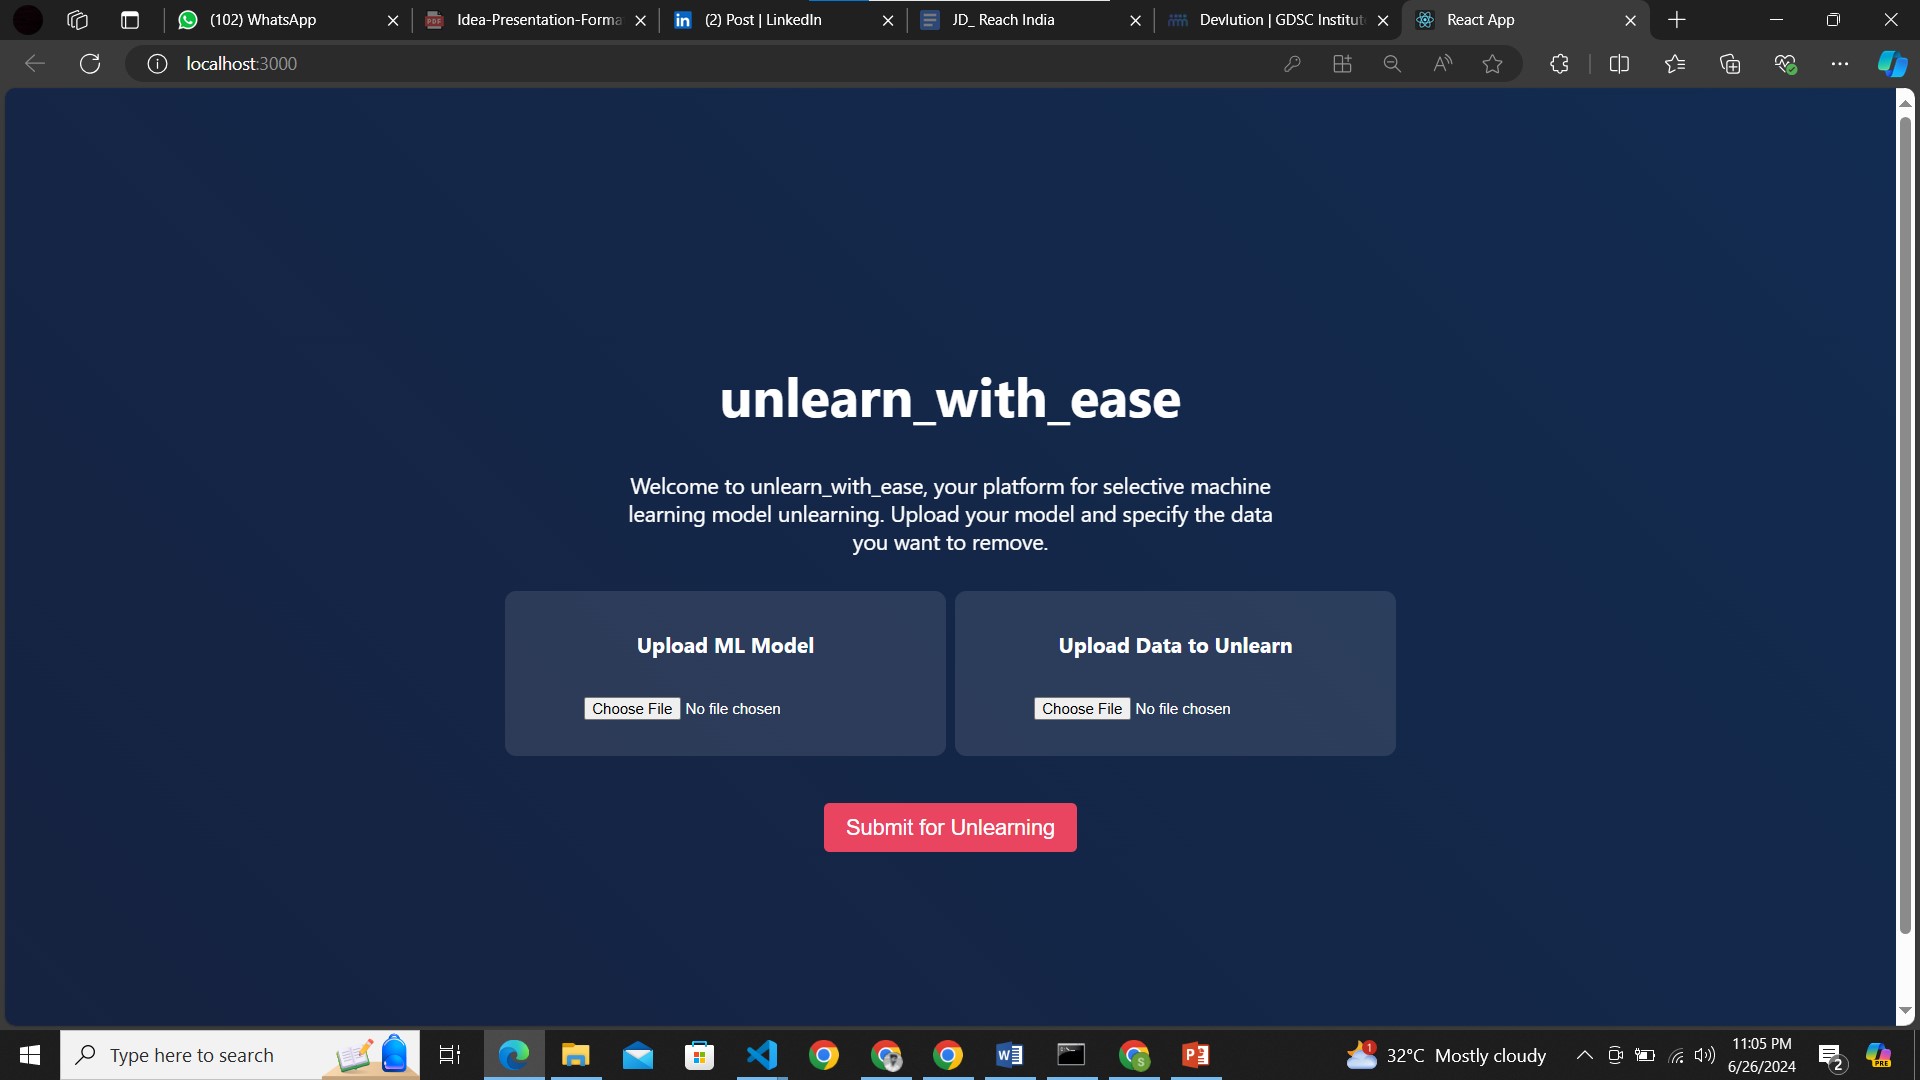 (102) WhatsApp
Idea-Presentation-Forma
(2) Post | LinkedIn
JD_ Reach India
Devlution | GDSC Institut
React App
localhost:3000
unlearn_with_ease
Welcome to unlearn_with_ease, your platform for selective machine
learning model unlearning. Upload your model and specify the data
you want to remove.
Upload ML Model
Choose File No file chosen
Upload Data to Unlearn
Choose File No file chosen
Submit for Unlearning
Type here to search
32°C Mostly cloudy
11:05 PM
6/26/2024
2